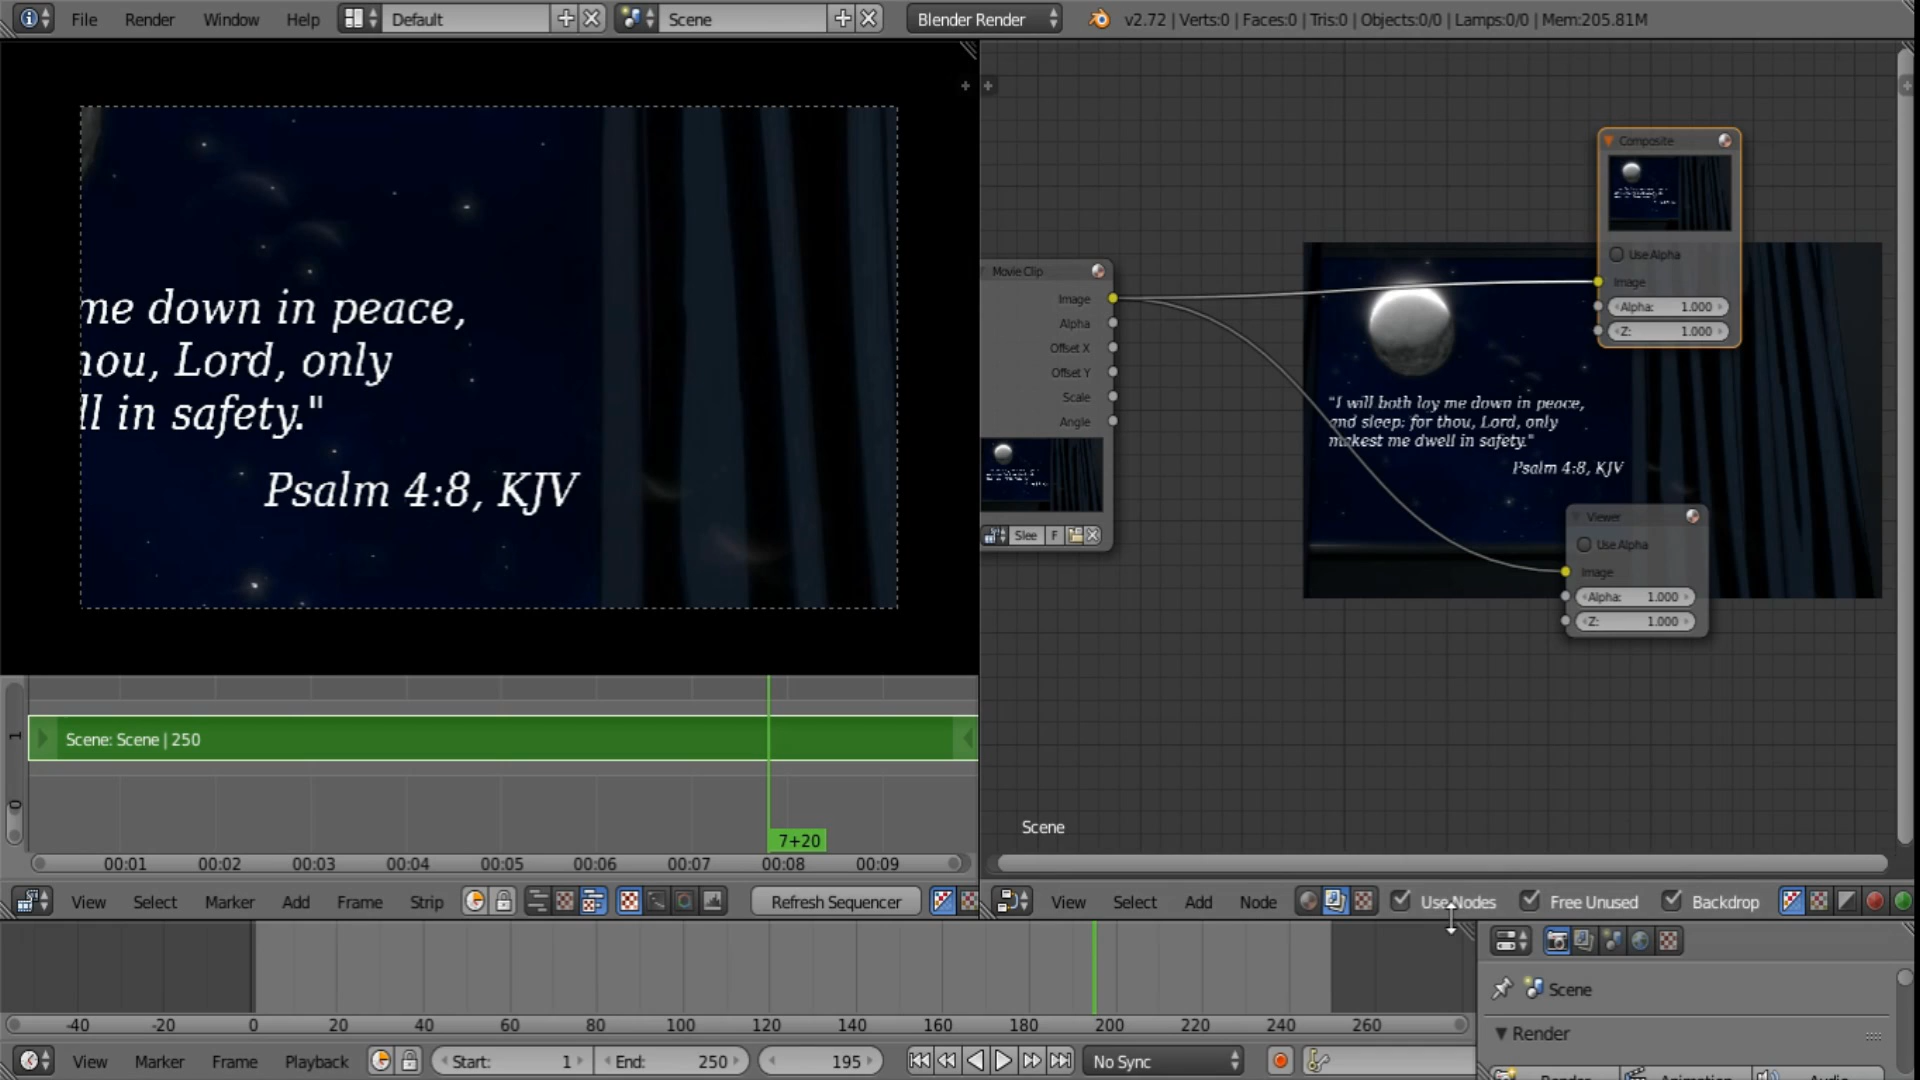 File Render Window Help Default Scene Blender Render v2.72 | Verts:0 | Faces:0 | Tris:0 | Objects:0/0 | Lamps:0/0 | Mem:205.81M
me down in peace,
hou, Lord, only
ll in safety."
Psalm 4:8, KJV
Composite
Use Alpha
Image
Alpha: 1.000
Z: 1.000
Movie Clip
Image
Alpha
Offset X
Offset Y
Scale
Angle
Slee F
"I will both lay me down in peace,
and sleep: for thou, Lord, only
makest me dwell in safety."
Psalm 4:8, KJV
Viewer
Use Alpha
Image
Alpha: 1.000
Z: 1.000
Scene: Scene | 250
1
0
7+20
00:01 00:02 00:03 00:04 00:05 00:06 00:07 00:08 00:09
Scene
View Select Marker Add Frame Strip Refresh Sequencer
View Select Add Node Use Nodes Free Unused Backdrop
-40 -20 0 20 40 60 80 100 120 140 160 180 200 220 240 260
View Marker Frame Playback Start: 1 End: 250 195 No Sync
Scene
Render
Render Animation Audio